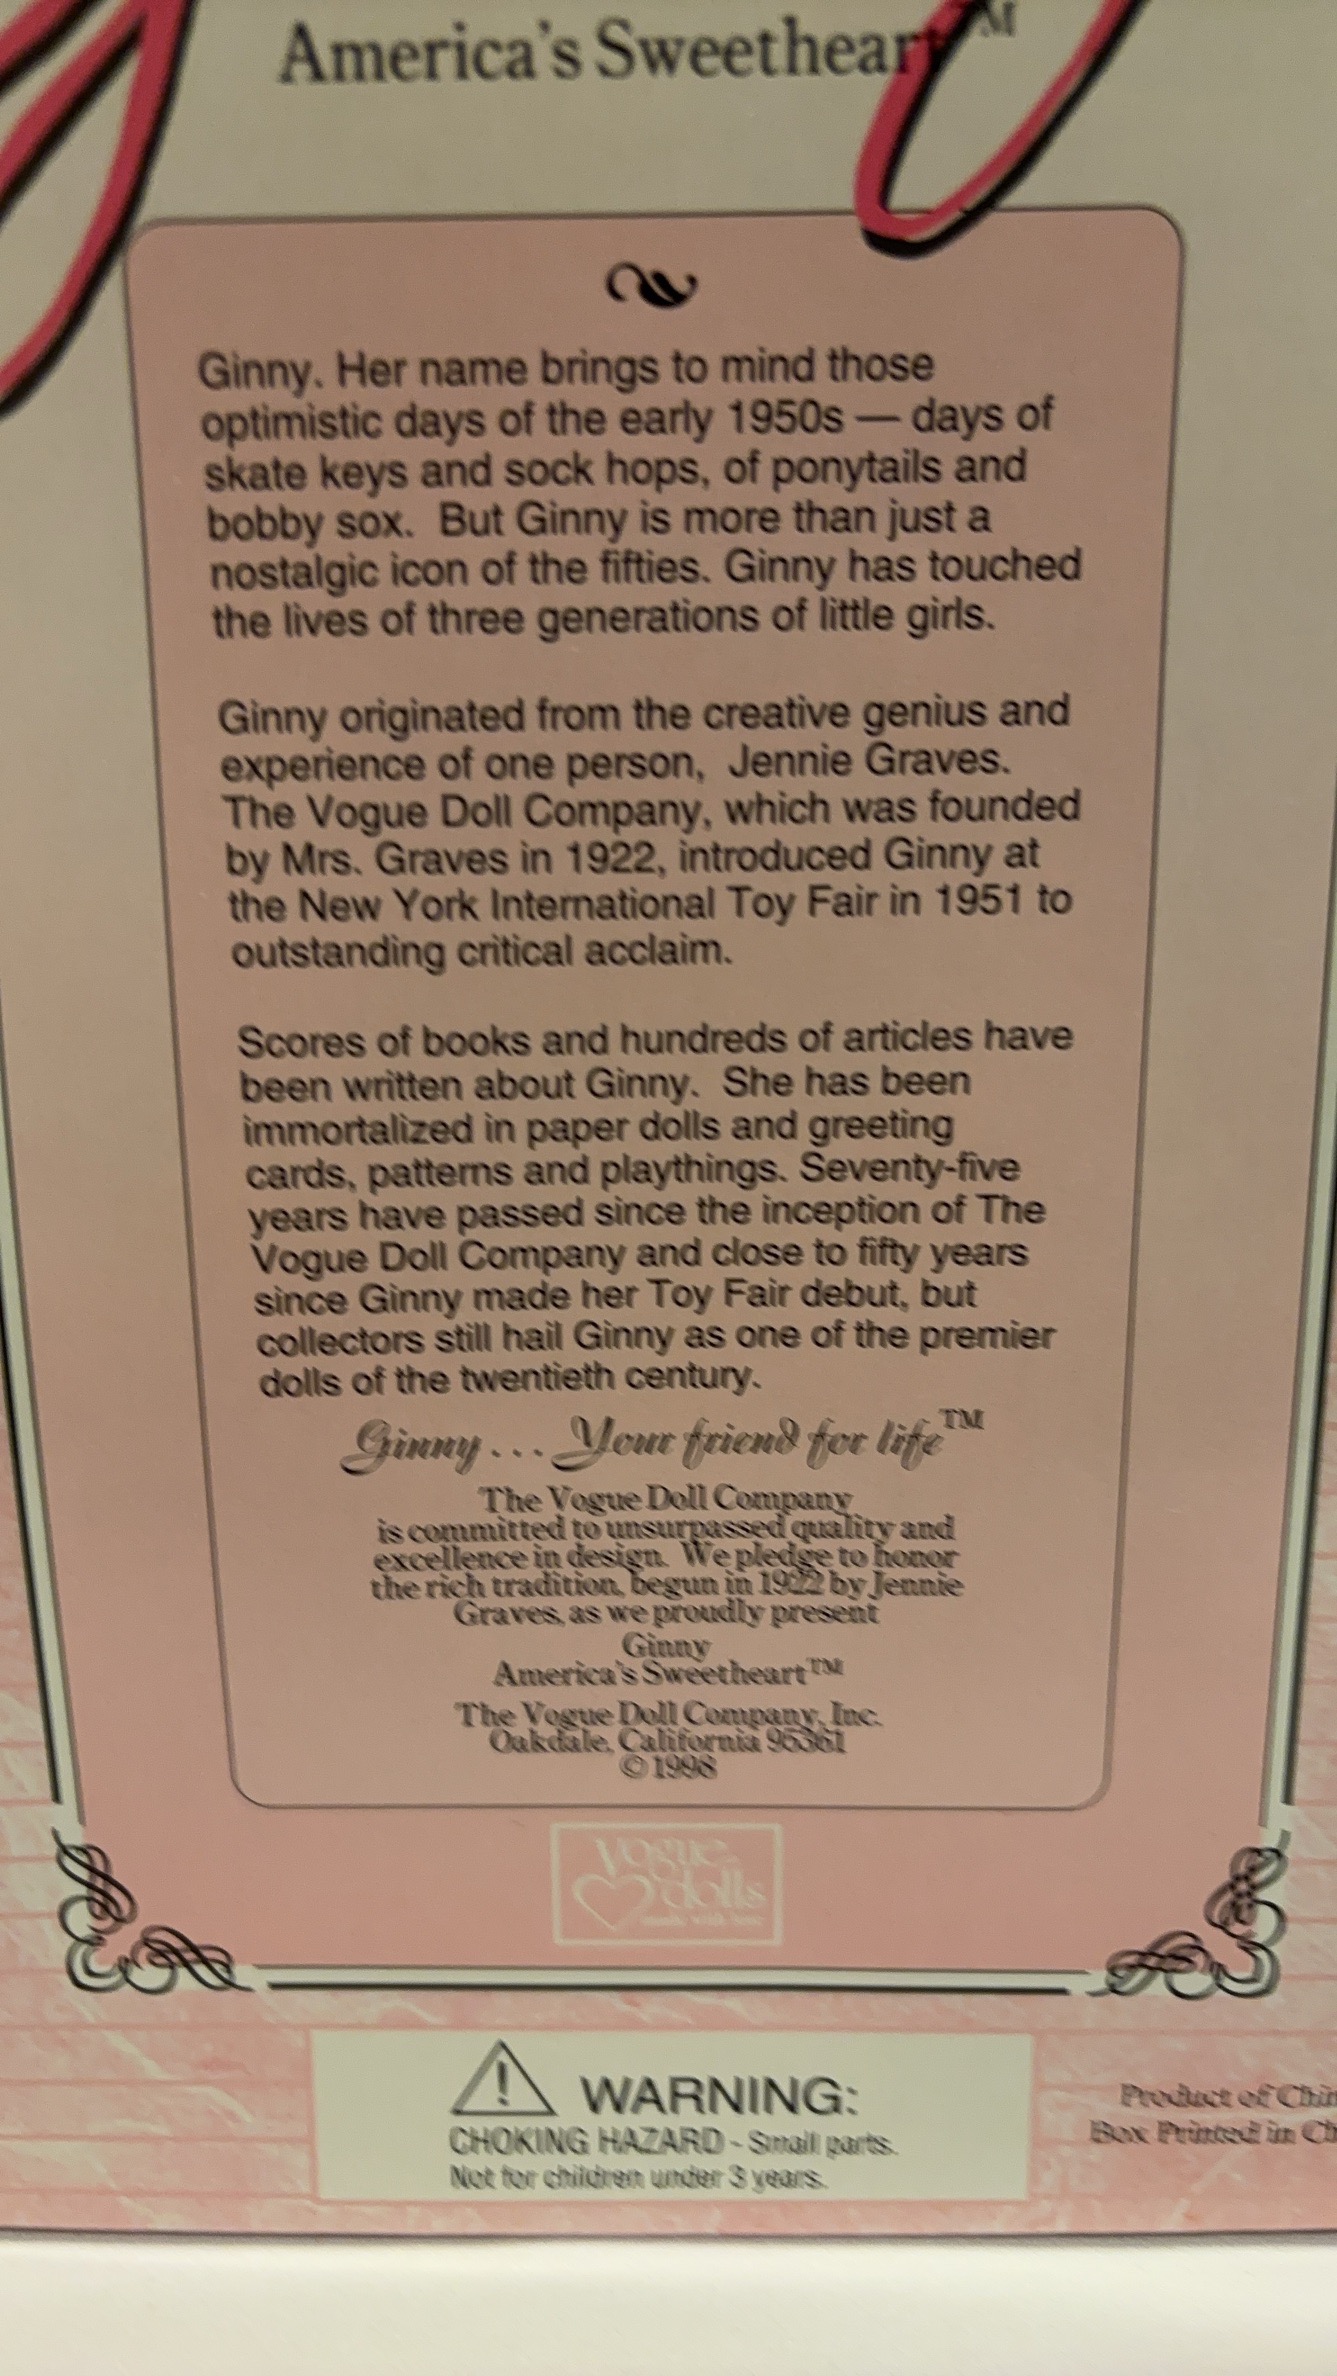 America's Sweetheart™
Ginny. Her name brings to mind those
optimistic days of the early 1950s — days of
skate keys and sock hops, of ponytails and
bobby sox. But Ginny is more than just a
nostalgic icon of the fifties. Ginny has touched
the lives of three generations of little girls.
Ginny originated from the creative genius and
experience of one person, Jennie Graves.
The Vogue Doll Company, which was founded
by Mrs. Graves in 1922, introduced Ginny at
the New York International Toy Fair in 1951 to
outstanding critical acclaim.
Scores of books and hundreds of articles have
been written about Ginny. She has been
immortalized in paper dolls and greeting
cards, patterns and playthings. Seventy-five
years have passed since the inception of The
Vogue Doll Company and close to fifty years
since Ginny made her Toy Fair debut, but
collectors still hail Ginny as one of the premier
dolls of the twentieth century.
Ginny... Your friend for life™
The Vogue Doll Company
is committed to unsurpassed quality and
excellence in design. We pledge to honor
the rich tradition, begun in 1922 by Jennie
Graves, as we proudly present
Ginny
America's Sweetheart™
The Vogue Doll Company, Inc.
Oakdale, California 95361
© 1998
vogue
dolls
made with love
⚠ WARNING:
CHOKING HAZARD - Small parts.
Not for children under 3 years.
Product of
Box Printed in